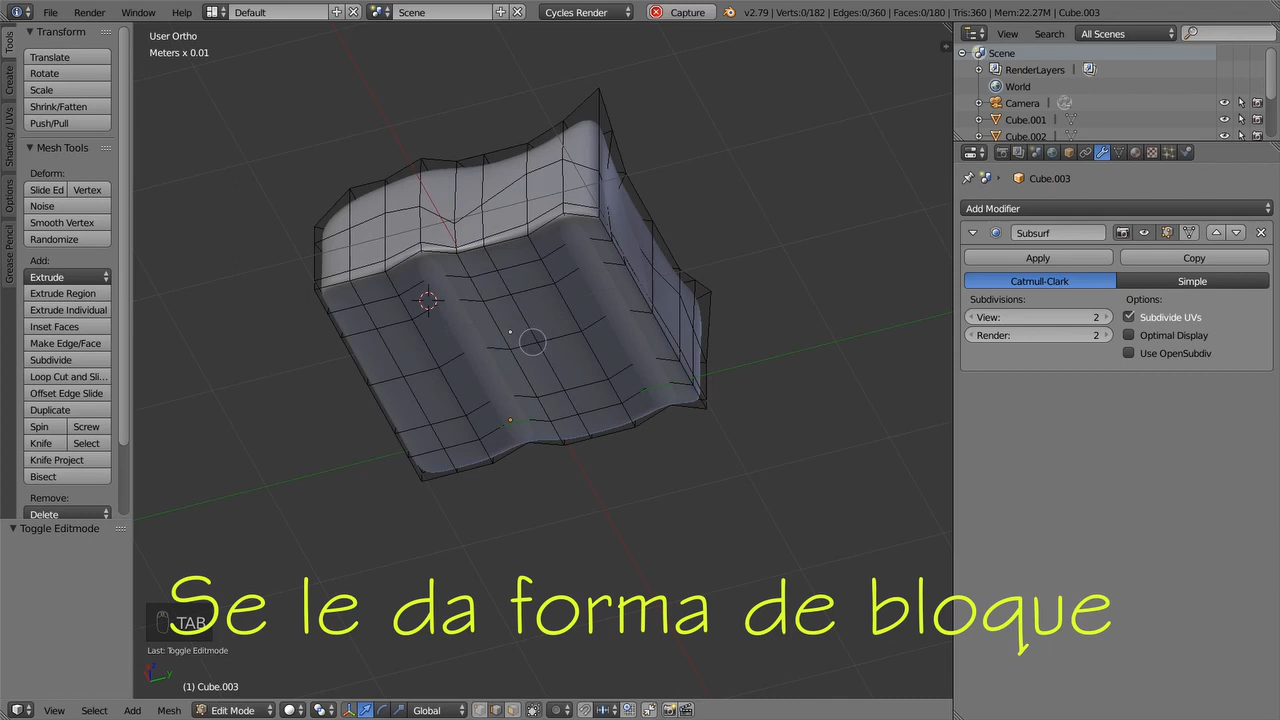 File Render Window Help Default Scene Cycles Render Capture v2.79 | Verts:0/182 | Edges:0/360 | Faces:0/180 | Tris:360 | Mem:22.27M | Cube.003
Tools
Create
Shading / UVs
Options
Grease Pencil
Transform
Translate
Rotate
Scale
Shrink/Fatten
Push/Pull
Mesh Tools
Deform:
Slide Ed Vertex
Noise
Smooth Vertex
Randomize
Add:
Extrude
Extrude Region
Extrude Individual
Inset Faces
Make Edge/Face
Subdivide
Loop Cut and Sli...
Offset Edge Slide
Duplicate
Spin Screw
Knife Select
Knife Project
Bisect
Remove:
Delete
Toggle Editmode
User Ortho
Meters x 0.01
Se le da forma de bloque
TAB
Last: Toggle Editmode
z
y
(1) Cube.003
View Select Add Mesh Edit Mode Global
View Search All Scenes
Scene
RenderLayers |
World
Camera |
Cube.001 |
Cube.002 |
Cube.003
Add Modifier
Subsurf
Apply Copy
Catmull-Clark Simple
Subdivisions: Options:
View: 2 Subdivide UVs
Render: 2 Optimal Display
Use OpenSubdiv